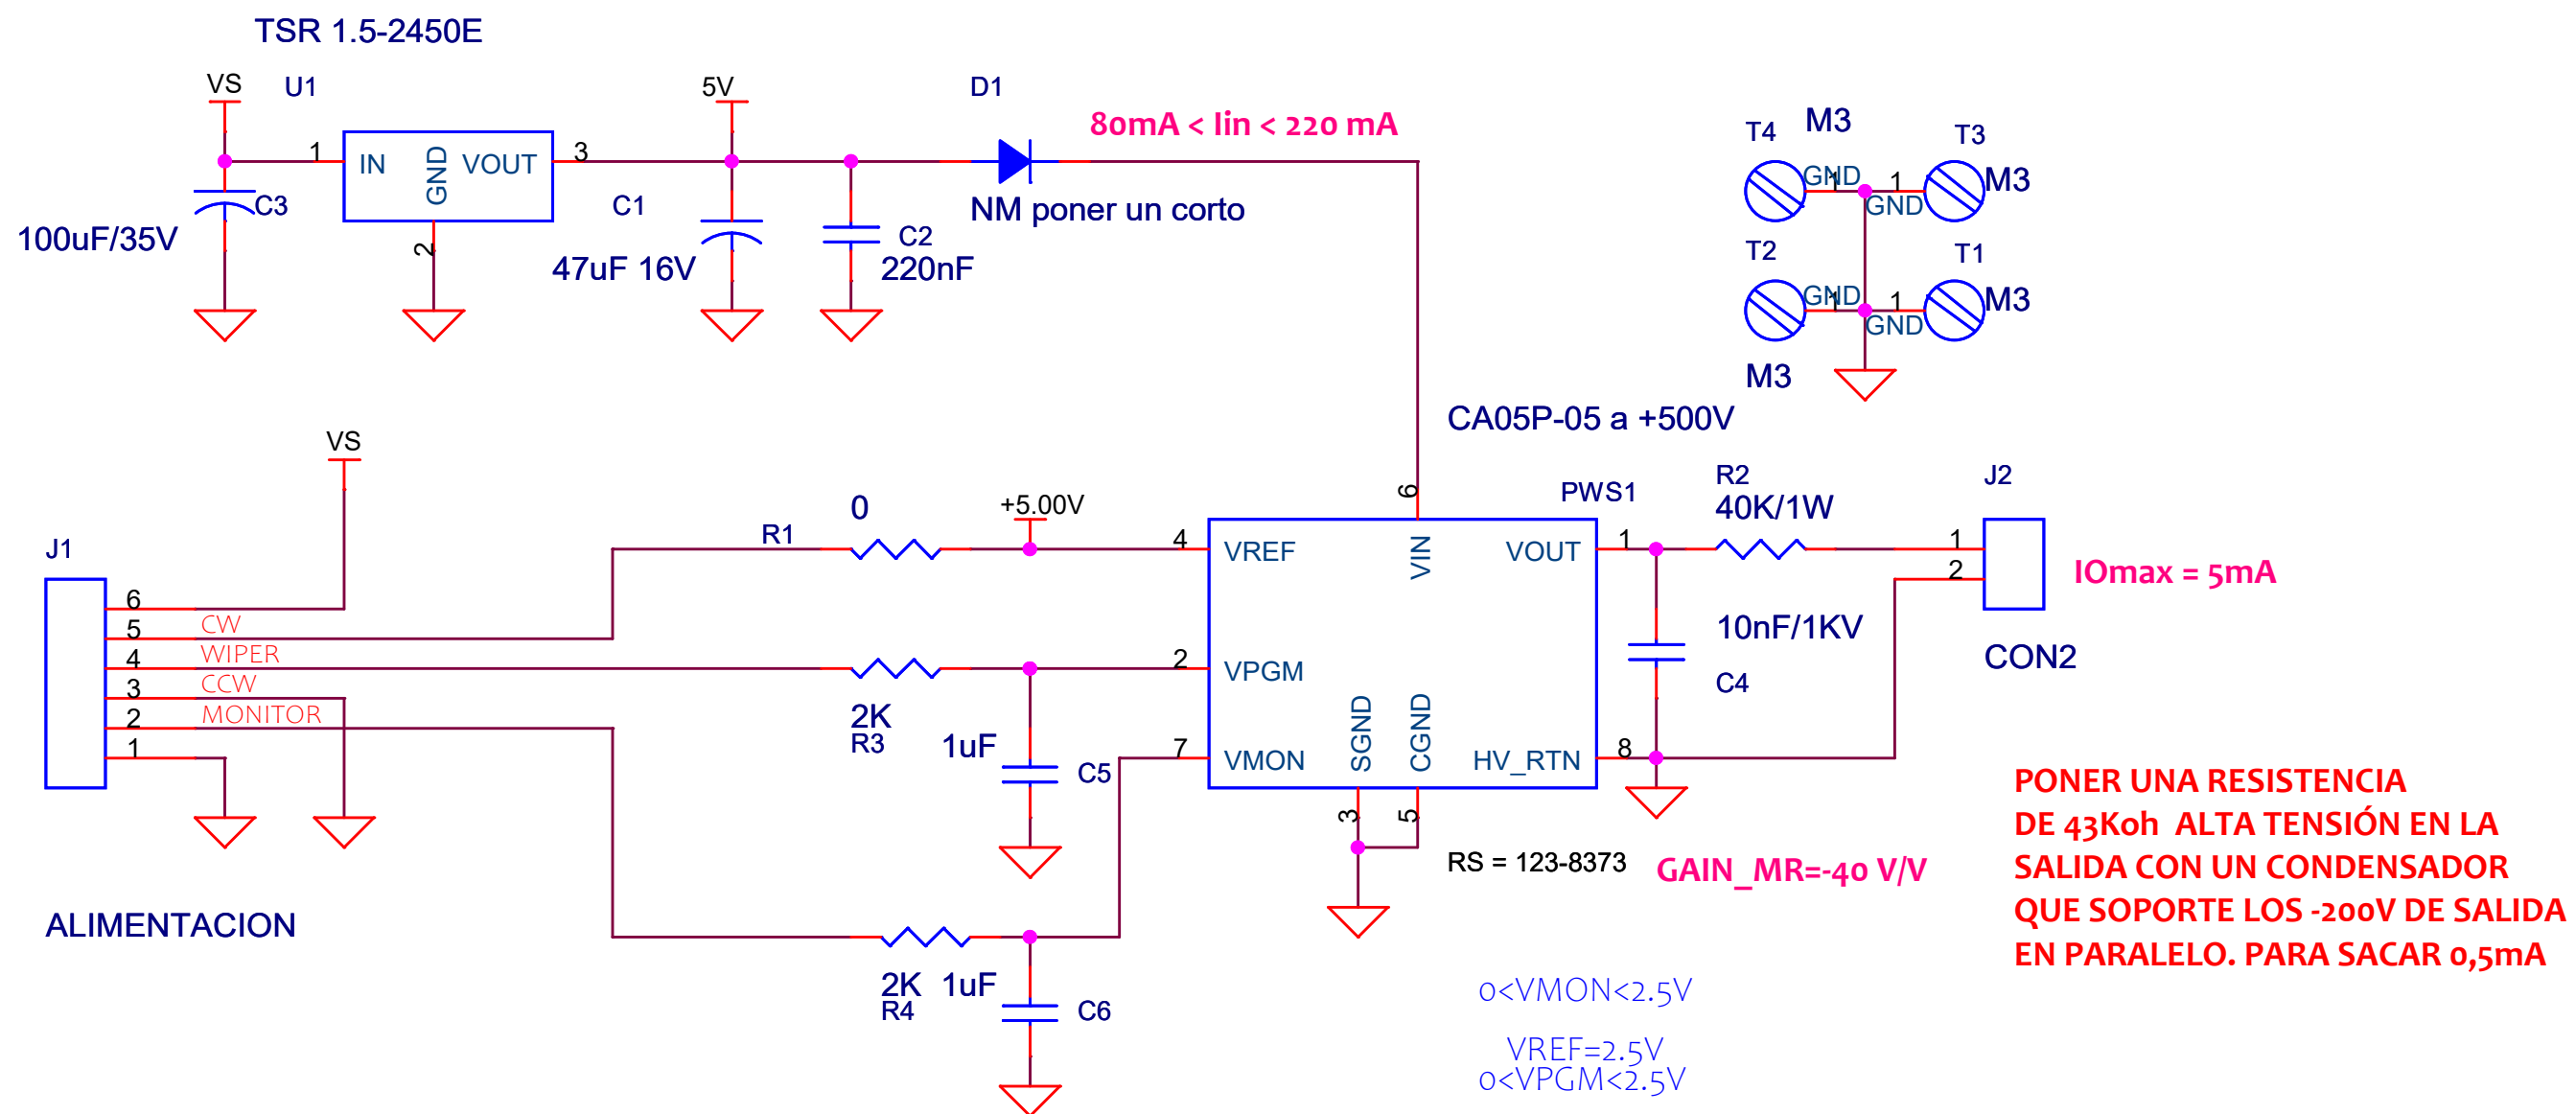 TSR 1.5-2450E
VS
U1
5V
D1
80mA < Iin < 220 mA
1
IN
GND
VOUT
3
2
C3
100uF/35V
C1
47uF 16V
C2
220nF
NM poner un corto
T4
M3
T3
GND
1
1
M3
GND
T2
T1
GND
1
1
M3
GND
M3
CA05P-05 a +500V
VS
J1
6
5
CW
4
WIPER
3
CCW
2
MONITOR
1
ALIMENTACION
0
R1
+5.00V
2K
R3
1uF
C5
2K
R4
1uF
C6
PWS1
6
4
VREF
VIN
VOUT
1
2
VPGM
7
VMON
SGND
CGND
HV_RTN
8
3
5
R2
40K/1W
10nF/1KV
C4
J2
1
2
CON2
IOmax = 5mA
RS = 123-8373
GAIN_MR=-40 V/V
PONER UNA RESISTENCIA
DE 43Koh ALTA TENSIÓN EN LA
SALIDA CON UN CONDENSADOR
QUE SOPORTE LOS -200V DE SALIDA
EN PARALELO. PARA SACAR 0,5mA
0<VMON<2.5V
VREF=2.5V
0<VPGM<2.5V